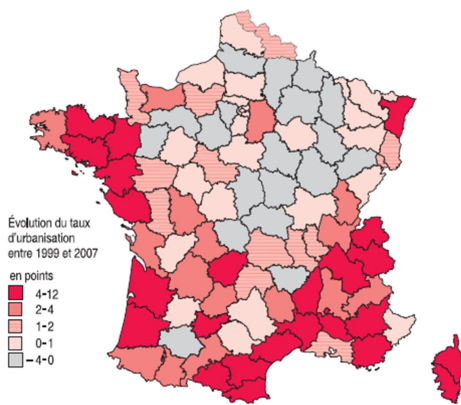 Évolution du taux
d'urbanisation
entre 1999 et 2007
en points
4-12
2-4
1-2
0-1
−4-0